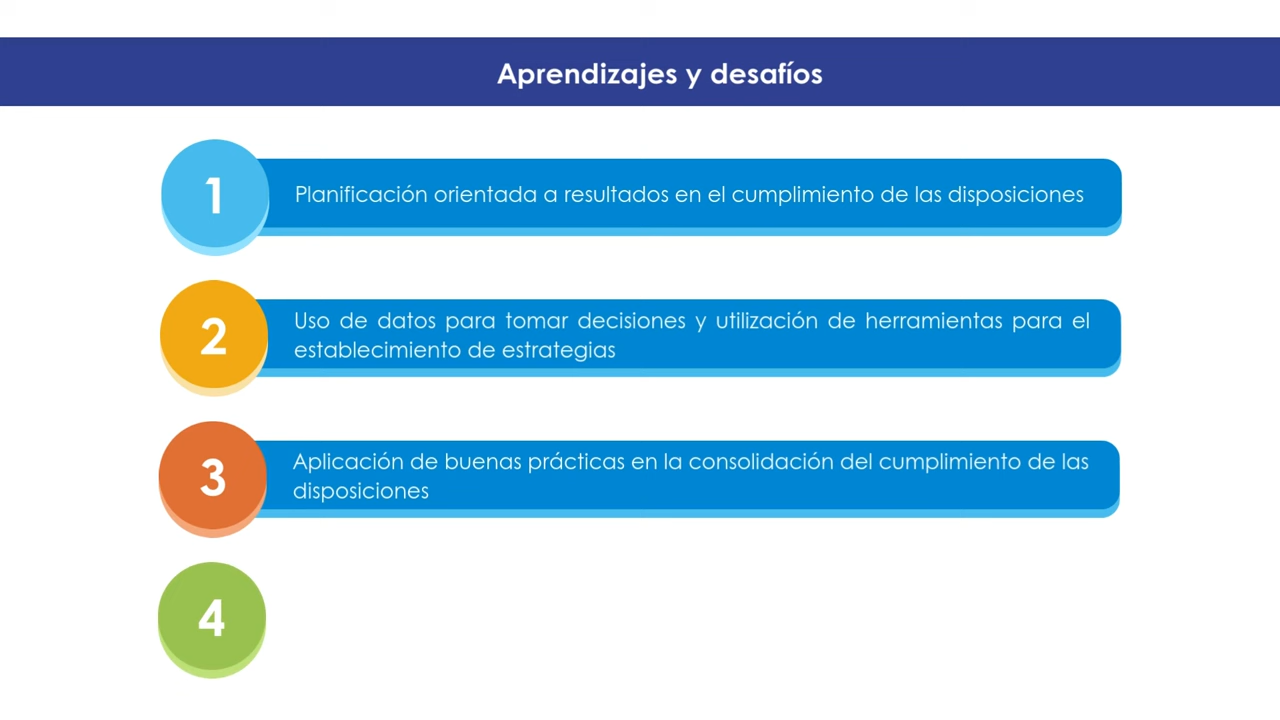 Aprendizajes y desafíos
1
Planificación orientada a resultados en el cumplimiento de las disposiciones
2
Uso de datos para tomar decisiones y utilización de herramientas para el
establecimiento de estrategias
3
Aplicación de buenas prácticas en la consolidación del cumplimiento de las
disposiciones
4